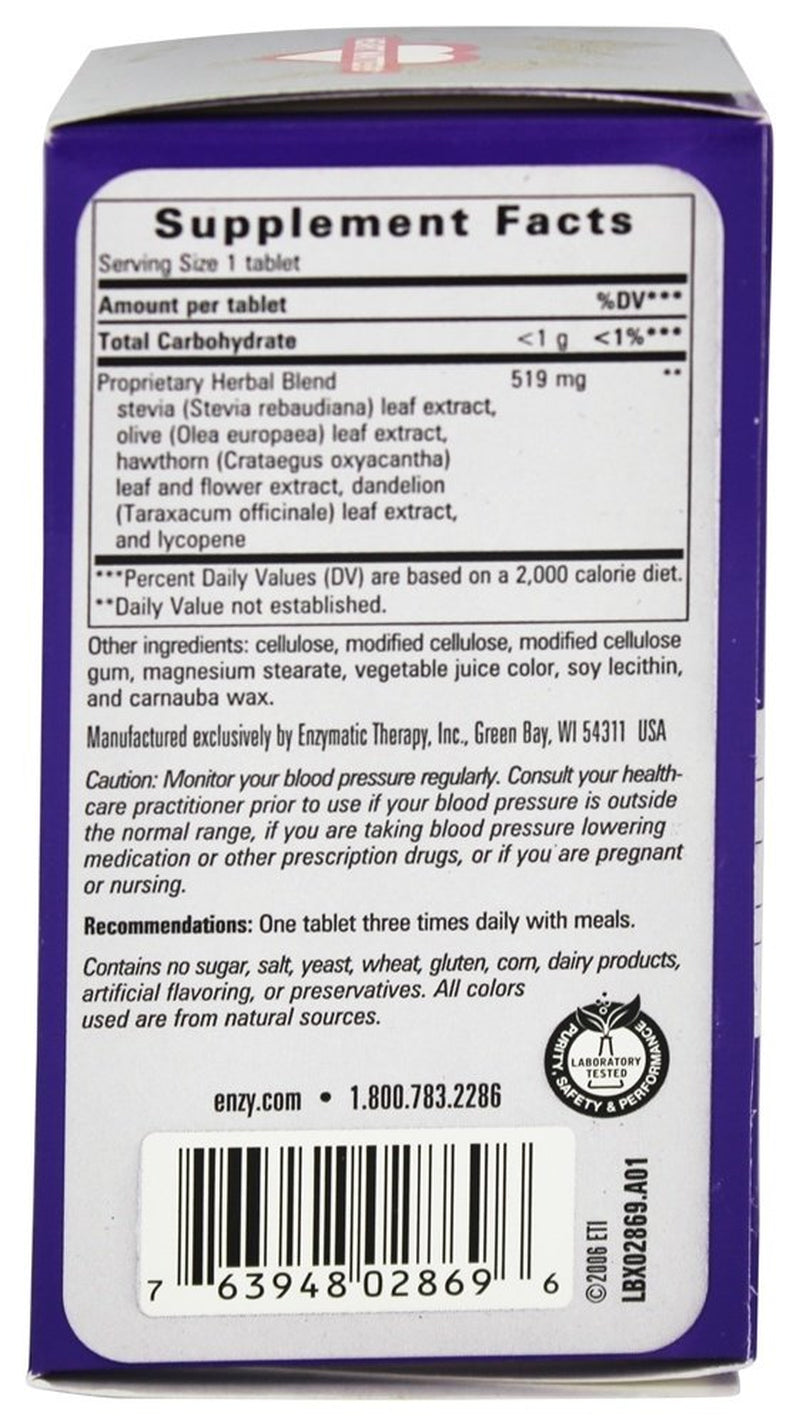 Supplement Facts
Serving Size 1 tablet
Amount per tablet %DV***
Total Carbohydrate <1 g <1%***
Proprietary Herbal Blend 519 mg **
stevia (Stevia rebaudiana) leaf extract,
olive (Olea europaea) leaf extract,
hawthorn (Crataegus oxyacantha)
leaf and flower extract, dandelion
(Taraxacum officinale) leaf extract,
and lycopene
***Percent Daily Values (DV) are based on a 2,000 calorie diet.
**Daily Value not established.
Other ingredients: cellulose, modified cellulose, modified cellulose
gum, magnesium stearate, vegetable juice color, soy lecithin,
and carnauba wax.
Manufactured exclusively by Enzymatic Therapy, Inc., Green Bay, WI 54311 USA
Caution: Monitor your blood pressure regularly. Consult your health-
care practitioner prior to use if your blood pressure is outside
the normal range, if you are taking blood pressure lowering
medication or other prescription drugs, or if you are pregnant
or nursing.
Recommendations: One tablet three times daily with meals.
Contains no sugar, salt, yeast, wheat, gluten, corn, dairy products,
artificial flavoring, or preservatives. All colors
used are from natural sources.
LABORATORY
TESTED
PURITY, SAFETY & PERFORMANCE
enzy.com • 1.800.783.2286
7 63948 02869 6
©2006 ETI
LBX02869.A01